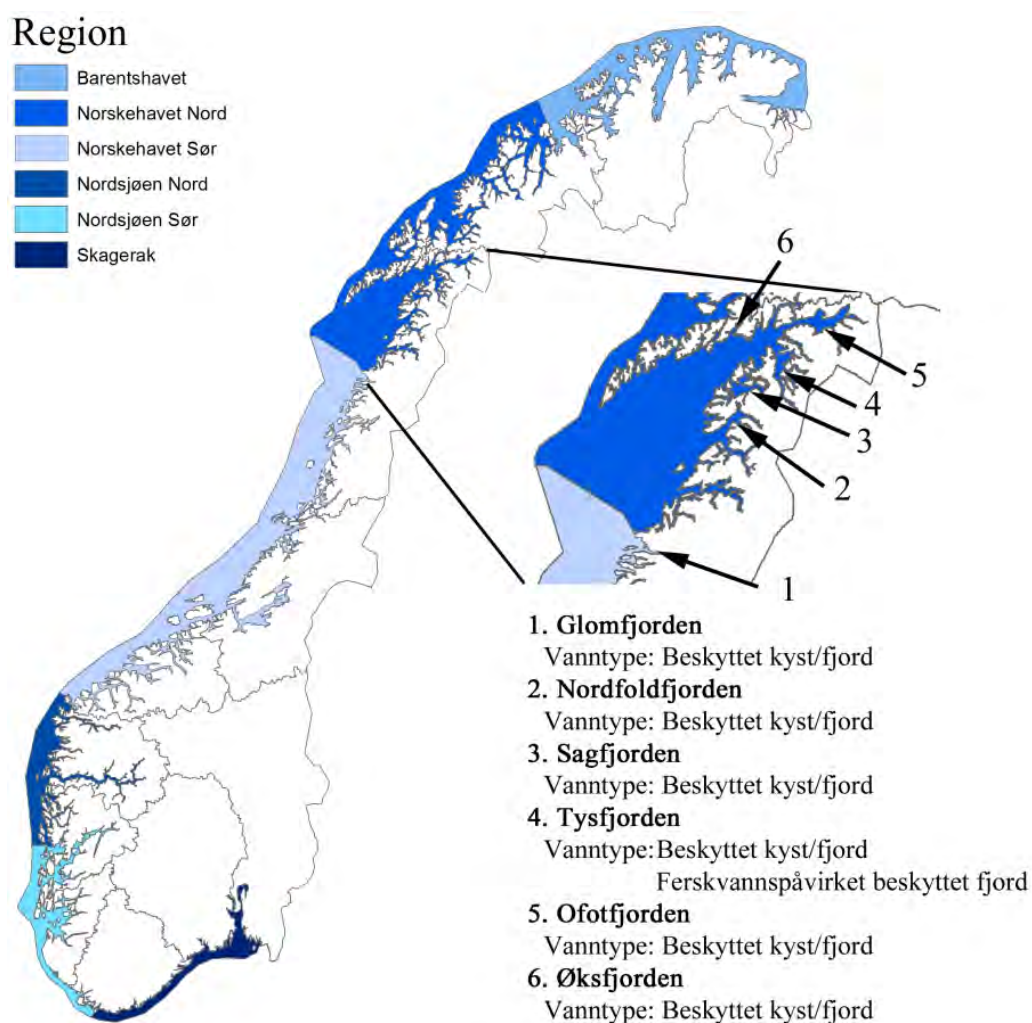 Region
Barentshavet
Norskehavet Nord
Norskehavet Sør
Nordsjøen Nord
Nordsjøen Sør
Skagerak
6
5
4
3
2
1
1. Glomfjorden
Vanntype: Beskyttet kyst/fjord
2. Nordfoldfjorden
Vanntype: Beskyttet kyst/fjord
3. Sagfjorden
Vanntype: Beskyttet kyst/fjord
4. Tysfjorden
Vanntype:Beskyttet kyst/fjord
Ferskvannspåvirket beskyttet fjord
5. Ofotfjorden
Vanntype: Beskyttet kyst/fjord
6. Øksfjorden
Vanntype: Beskyttet kyst/fjord